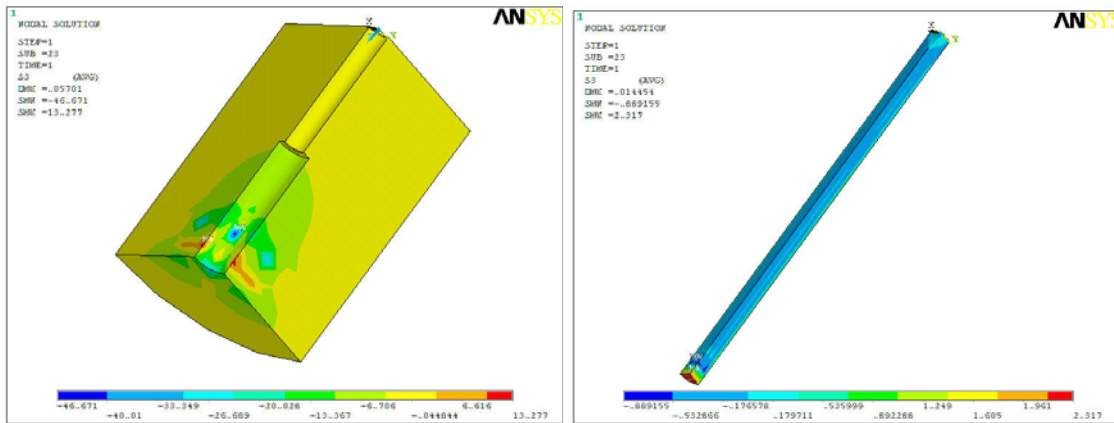 1
NODAL SOLUTION
ANSYS
STEP=1
SUB =23
TIME=1
S3 (AVG)
DMX
SMN =-46.671
SMX =13.277
X
Y
MX
-46.671 -33.349 -20.028 -6.706 6.616
-40.01 -26.689 -13.367 -.044844 13.277
1
NODAL SOLUTION
ANSYS
STEP=1
SUB =23
TIME=1
S3 (AVG)
DMX =.014454
SMN =-.889155
SMX =2.317
X
Y
-.889155 -.176578 .535999 1.249 1.961
-.532866 .179711 .892288 1.605 2.317